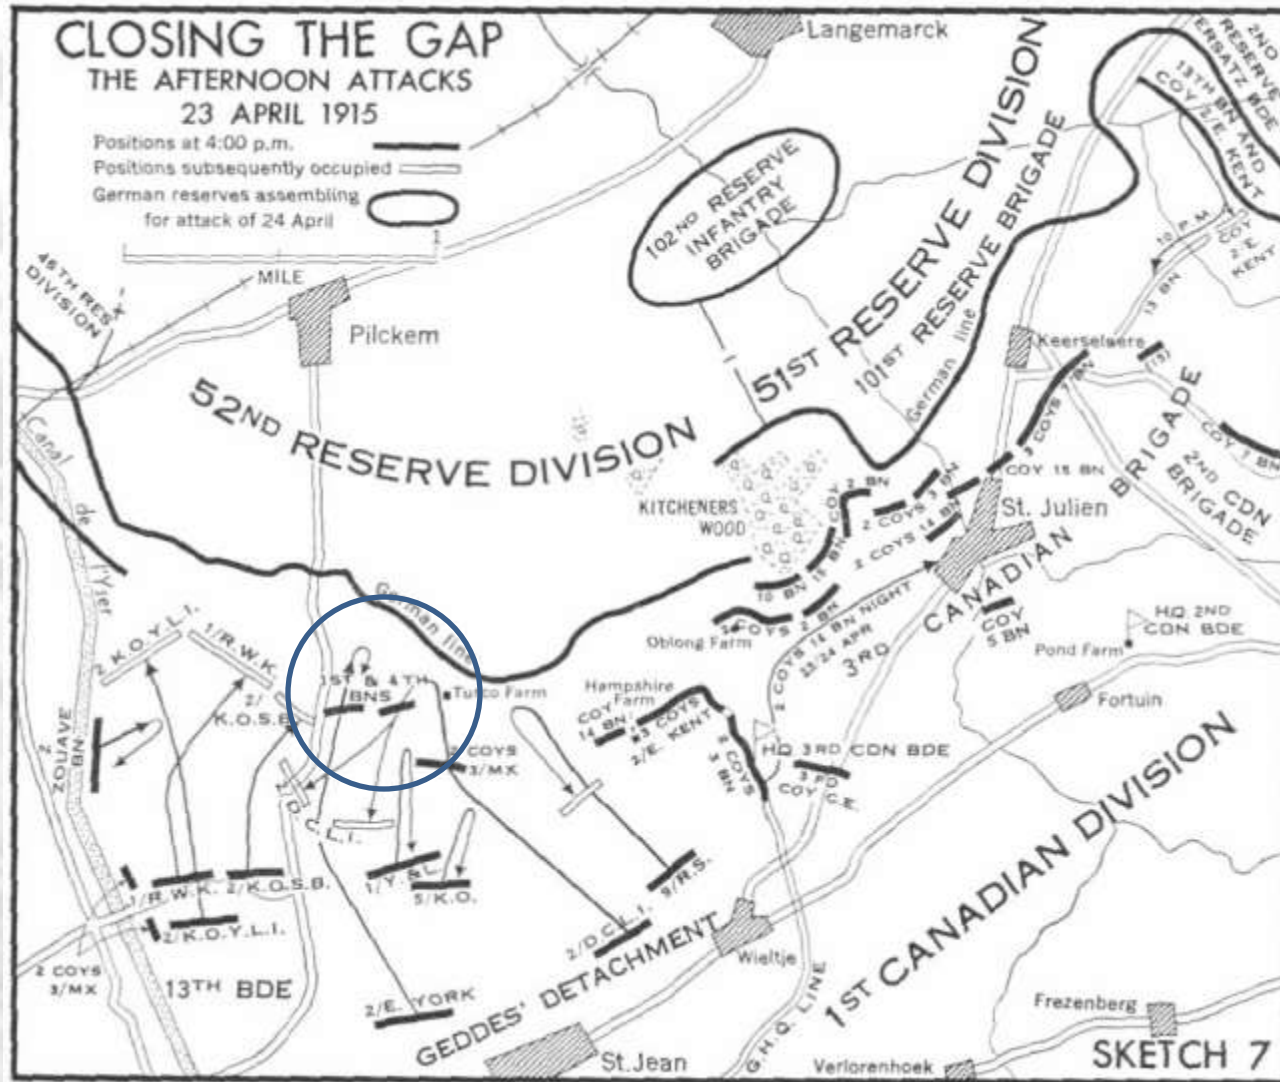 CLOSING THE GAP
THE AFTERNOON ATTACKS
23 APRIL 1915
Positions at 4:00 p.m.
Positions subsequently occupied
German reserves assembling
for attack of 24 April
1
MILE
Langemarck
2ND
RESERVE
ERSATZ BDE
13TH BN AND
COY/2/E. KENT
102ND RESERVE
INFANTRY
BRIGADE
51ST RESERVE DIVISION
101ST RESERVE BRIGADE
German line
10 P.M.
COY
2/E.
KENT
13 BN
46TH RES
DIVISION
Pilckem
52ND RESERVE DIVISION
Keerselaere
(15)
3 COYS 7 BN
COY 7 BN
2ND CDN
BRIGADE
COY 15 BN
St. Julien
KITCHENERS
WOOD
COY 2 BN
2 COYS 3 BN
2 COYS 14 BN
10 BN
16 BN
2 COYS 2 BN
Oblong Farm
2 COYS 14 BN NIGHT
23/24 APR
3RD CANADIAN BRIGADE
COY
5 BN
HQ 2ND
CDN BDE
Pond Farm
Fortuin
Canal de l'Yser
German line
2 K.O.Y.L.I.
1/R.W.K.
2/
K.O.S.B.
1ST & 4TH
BNS
Turco Farm
Hampshire
Farm
COY
14 BN
3 COYS
2/E. KENT
2 COYS
3 BN
HQ 3RD CDN BDE
3 FD
COY C.E.
2
ZOUAVE
BN
2 COYS
3/MX
2/D.C.L.I.
1/R.W.K.
2/K.O.S.B.
1/Y.&L.
5/K.O.
9/R.S.
2/K.O.Y.L.I.
2/D.C.L.I.
2 COYS
3/MX
13TH BDE
2/E. YORK
GEDDES' DETACHMENT
Wieltje
1ST CANADIAN DIVISION
G.H.Q. LINE
Frezenberg
St.Jean
Verlorenhoek
SKETCH 7